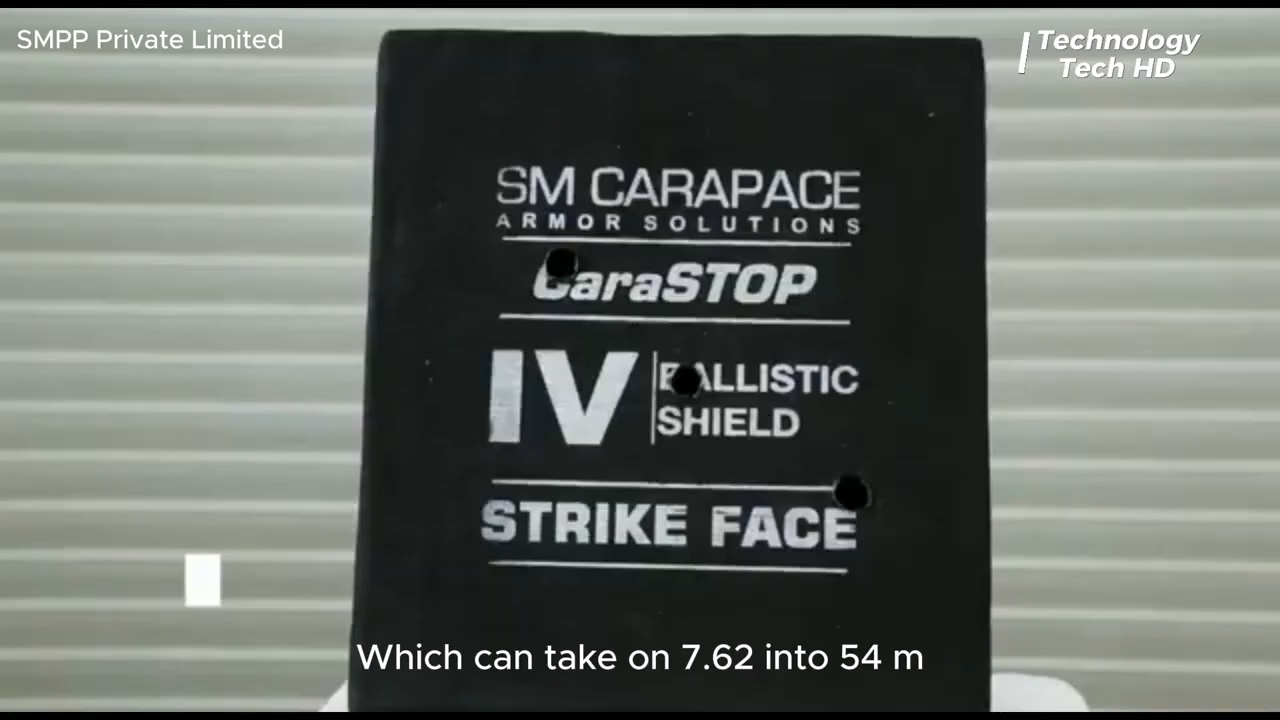 SMPP Private Limited
Technology
Tech HD
SM CARAPACE
ARMOR SOLUTIONS
CaraSTOP
IV
BALLISTIC
SHIELD
STRIKE FACE
Which can take on 7.62 into 54 m